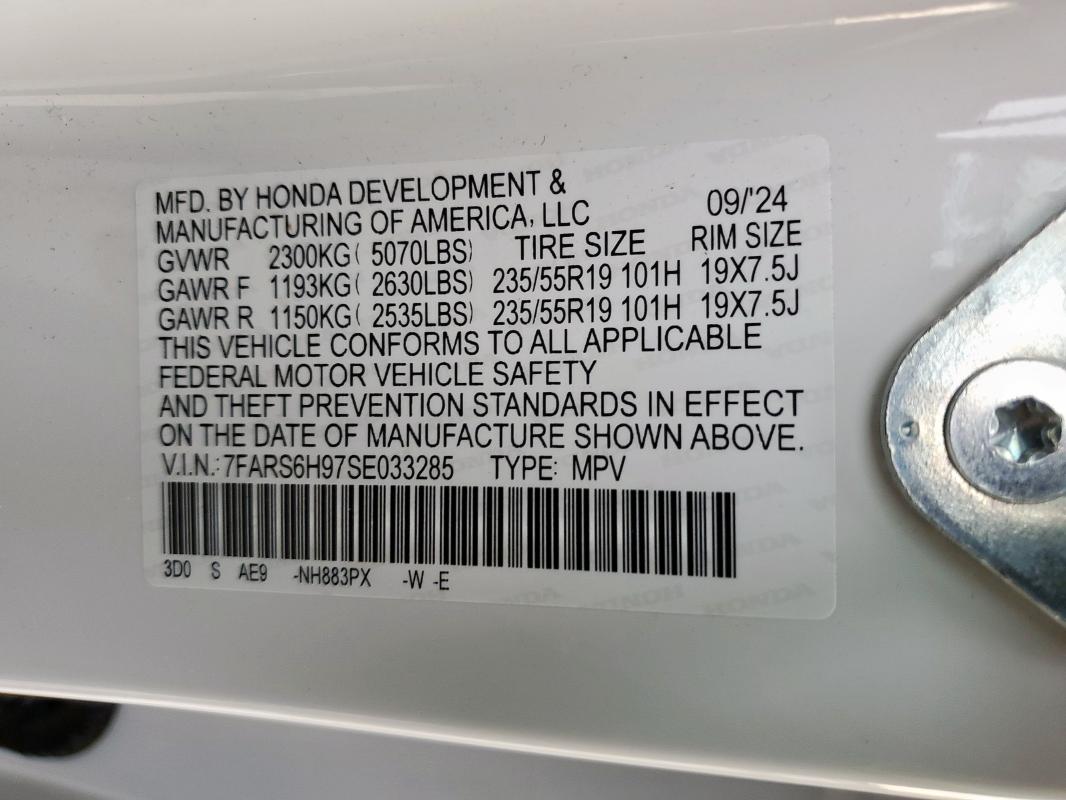 MFD. BY HONDA DEVELOPMENT &
MANUFACTURING OF AMERICA, LLC 09/'24
GVWR 2300KG( 5070LBS) TIRE SIZE RIM SIZE
GAWR F 1193KG( 2630LBS) 235/55R19 101H 19X7.5J
GAWR R 1150KG( 2535LBS) 235/55R19 101H 19X7.5J
THIS VEHICLE CONFORMS TO ALL APPLICABLE
FEDERAL MOTOR VEHICLE SAFETY
AND THEFT PREVENTION STANDARDS IN EFFECT
ON THE DATE OF MANUFACTURE SHOWN ABOVE.
V.I.N.: 7FARS6H97SE033285 TYPE: MPV
3D0 S AE9 -NH883PX -W -E